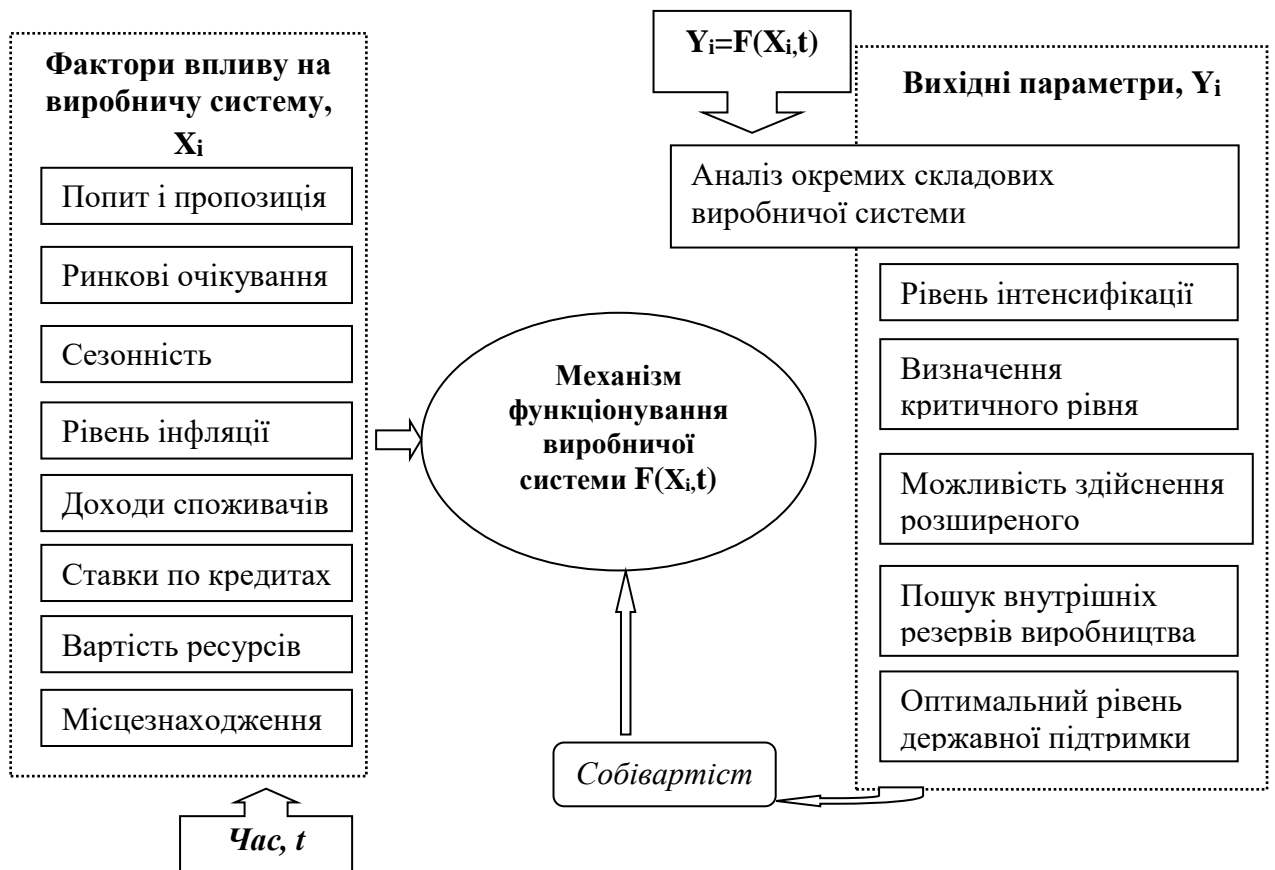 Фактори впливу на
виробничу систему,
Xi
Попит і пропозиція
Ринкові очікування
Сезонність
Рівень інфляції
Доходи споживачів
Ставки по кредитах
Вартість ресурсів
Місцезнаходження
Час, t
Механізм
функціонування
виробничої
системи F(Xi,t)
Собівартіст
Yi=F(Xi,t)
Вихідні параметри, Yi
Аналіз окремих складових
виробничої системи
Рівень інтенсифікації
Визначення
критичного рівня
Можливість здійснення
розширеного
Пошук внутрішніх
резервів виробництва
Оптимальний рівень
державної підтримки